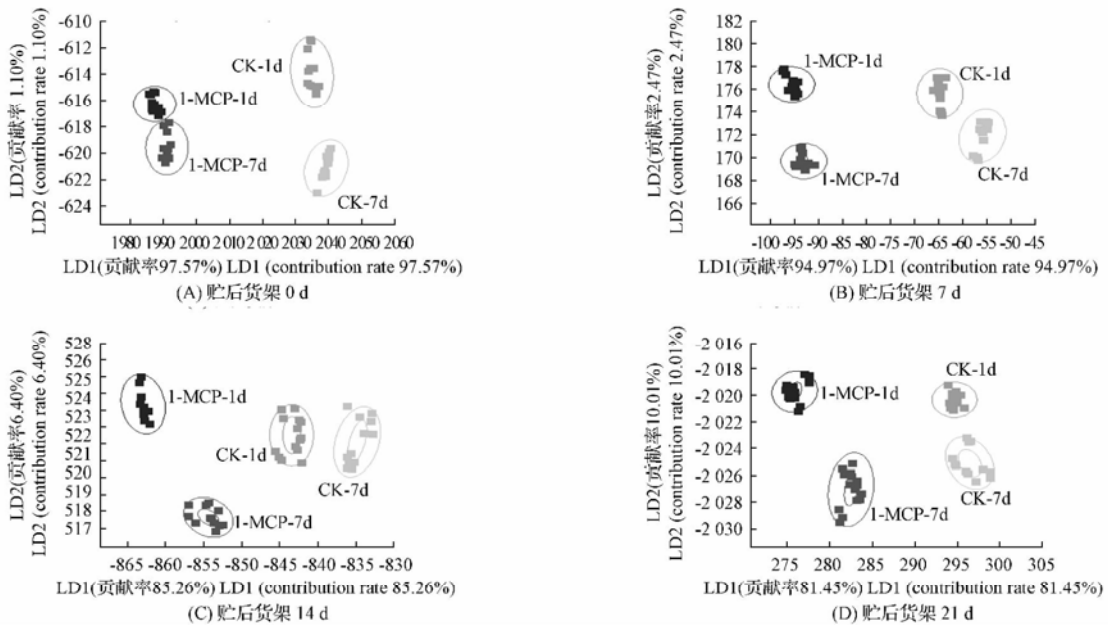 -610
-612
-614
-616
-618
-620
-622
-624
LD2(贡献率 1.10%)
LD2 (contribution rate 1.10%)
CK-1d
1-MCP-1d
1-MCP-7d
CK-7d
1980 1990 2000 2010 2020 2030 2040 2050 2060
LD1(贡献率97.57%) LD1 (contribution rate 97.57%)
(A) 贮后货架 0 d
182
180
178
176
174
172
170
168
166
LD2(贡献率2.47%)
LD2 (contribution rate 2.47%)
1-MCP-1d
CK-1d
1-MCP-7d
CK-7d
-100 -95 -90 -85 -80 -75 -70 -65 -60 -55 -50 -45
LD1(贡献率94.97%) LD1 (contribution rate 94.97%)
(B) 贮后货架 7 d
528
526
525
524
523
522
521
520
519
518
517
LD2(贡献率6.40%)
LD2 (contribution rate 6.40%)
1-MCP-1d
CK-1d
CK-7d
1-MCP-7d
-865 -860 -855 -850 -845 -840 -835 -830
LD1(贡献率85.26%) LD1 (contribution rate 85.26%)
(C) 贮后货架 14 d
-2 016
-2 018
-2 020
-2 024
-2 026
-2 028
-2 030
LD2(贡献率10.01%)
LD2 (contribution rate 10.01%)
1-MCP-1d
CK-1d
1-MCP-7d
CK-7d
275 280 284 285 290 295 300 305
LD1(贡献率81.45%) LD1 (contribution rate 81.45%)
(D) 贮后货架 21 d